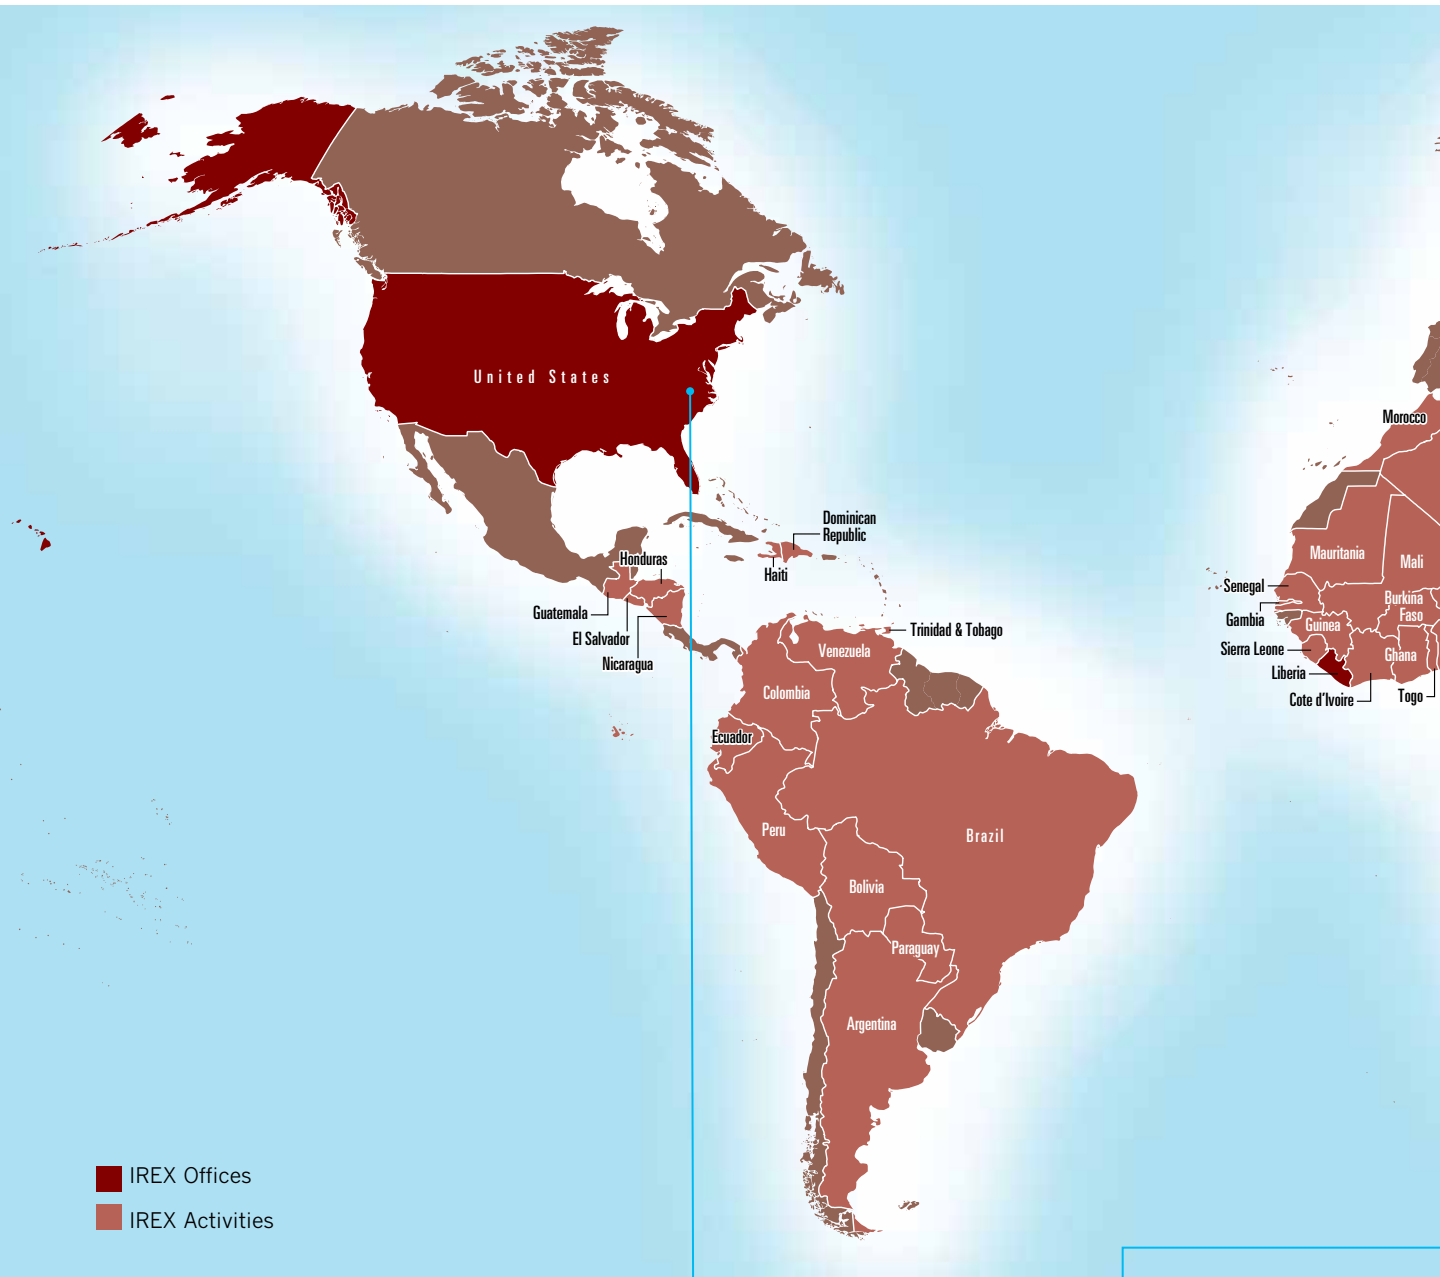 United States
Morocco
Dominican
Republic
Haiti
Honduras
Guatemala
El Salvador
Nicaragua
Trinidad & Tobago
Venezuela
Colombia
Ecuador
Peru
Brazil
Bolivia
Paraguay
Argentina
Mauritania
Mali
Senegal
Burkina
Faso
Gambia
Guinea
Sierra Leone
Ghana
Liberia
Cote d'Ivoire
Togo
IREX Offices
IREX Activities